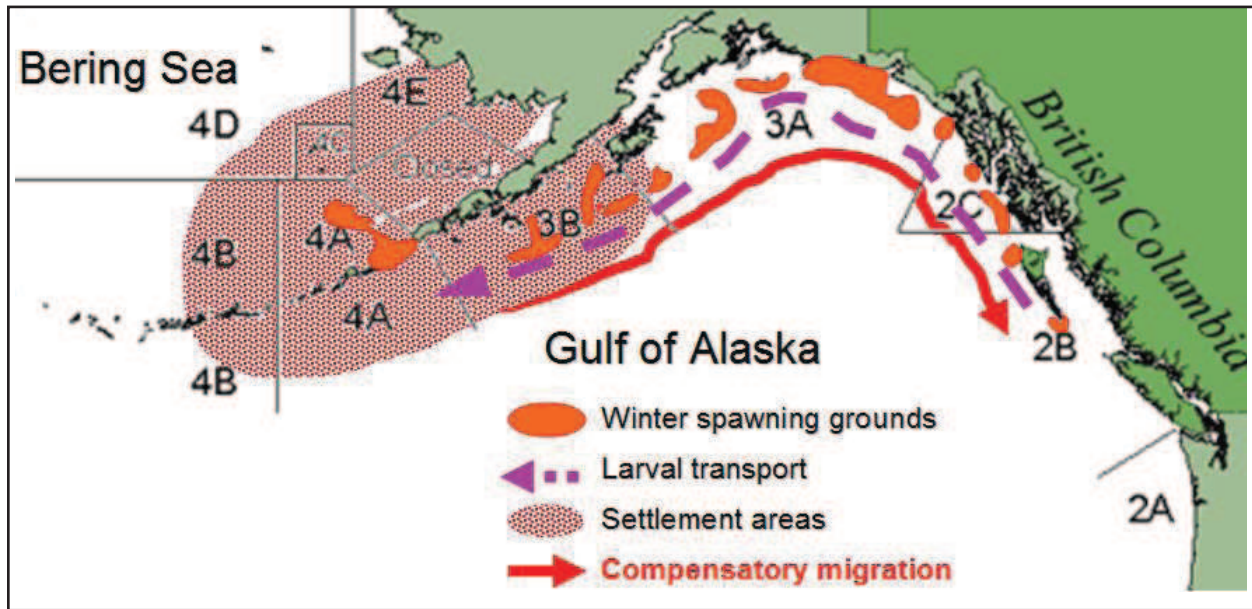 Bering Sea
4D
4E
4C
Closed
4B
4A
3B
3A
2C
British Columbia
4A
4B
2B
Gulf of Alaska
Winter spawning grounds
Larval transport
Settlement areas
Compensatory migration
2A